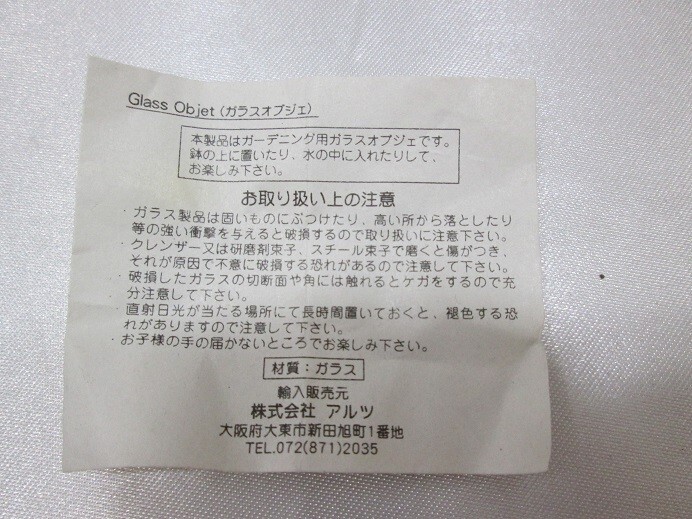 Glass Objet (ガラスオブジェ)
本製品はガーデニング用ガラスオブジェです。
鉢の上に置いたり、水の中に入れたりして、
お楽しみ下さい。
お取り扱い上の注意
・ガラス製品は固いものにぶつけたり、高い所から落としたり
等の強い衝撃を与えると破損するので取り扱いに注意下さい。
・クレンザー又は研磨剤束子、スチール束子で磨くと傷がつき、
それが原因で不意に破損する恐れがあるので注意して下さい。
・破損したガラスの切断面や角には触れるとケガをするので充
分注意して下さい。
・直射日光が当たる場所にて長時間置いておくと、褪色する恐
れがありますので注意して下さい。
・お子様の手の届かないところでお楽しみ下さい。
材質：ガラス
輸入販売元
株式会社 アルツ
大阪府大東市新田旭町1番地
TEL.072(871)2035